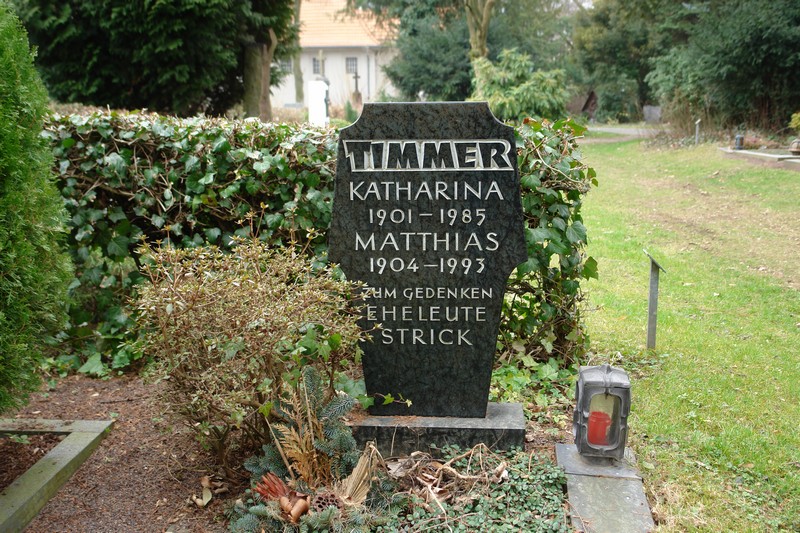 TIMMER
KATHARINA
1901 - 1985
MATTHIAS
1904 - 1993
ZUM GEDENKEN
EHELEUTE
STRICK